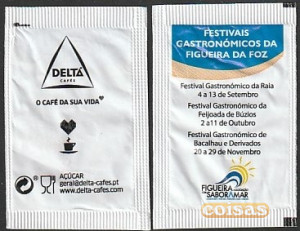 DELTA
CAFÉS
O CAFÉ DA SUA VIDA
AÇÚCAR
geral@delta-cafes.pt
www.delta-cafes.com
FESTIVAIS
GASTRONÓMICOS DA
FIGUEIRA DA FOZ
Festival Gastronómico da Raia
4 a 13 de Setembro
Festival Gastronómico da
Feijoada de Búzios
2 a 11 de Outubro
Festival Gastronómico de
Bacalhau e Derivados
20 a 29 de Novembro
FIGUEIRA
SABORAMAR
coisas